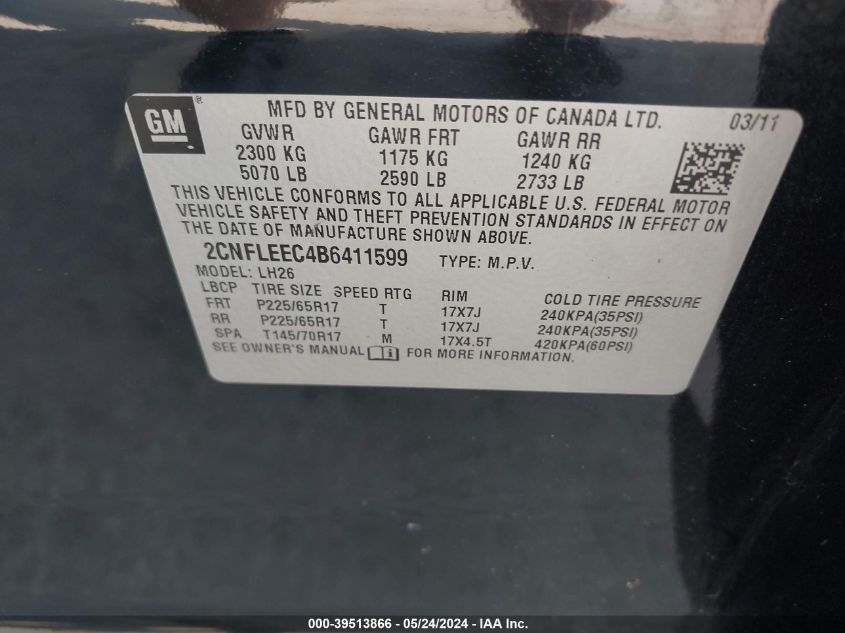 GM
MFD BY GENERAL MOTORS OF CANADA LTD. 03/11
GVWR GAWR FRT GAWR RR
2300 KG 1175 KG 1240 KG
5070 LB 2590 LB 2733 LB
THIS VEHICLE CONFORMS TO ALL APPLICABLE U.S. FEDERAL MOTOR
VEHICLE SAFETY AND THEFT PREVENTION STANDARDS IN EFFECT ON
THE DATE OF MANUFACTURE SHOWN ABOVE.
2CNFLEEC4B6411599 TYPE: M.P.V.
MODEL: LH26
LBCP TIRE SIZE SPEED RTG RIM COLD TIRE PRESSURE
FRT P225/65R17 T 17X7J 240KPA(35PSI)
RR P225/65R17 T 17X7J 240KPA(35PSI)
SPA T145/70R17 M 17X4.5T 420KPA(60PSI)
SEE OWNER'S MANUAL FOR MORE INFORMATION.
000-39513866 - 05/24/2024 - IAA Inc.